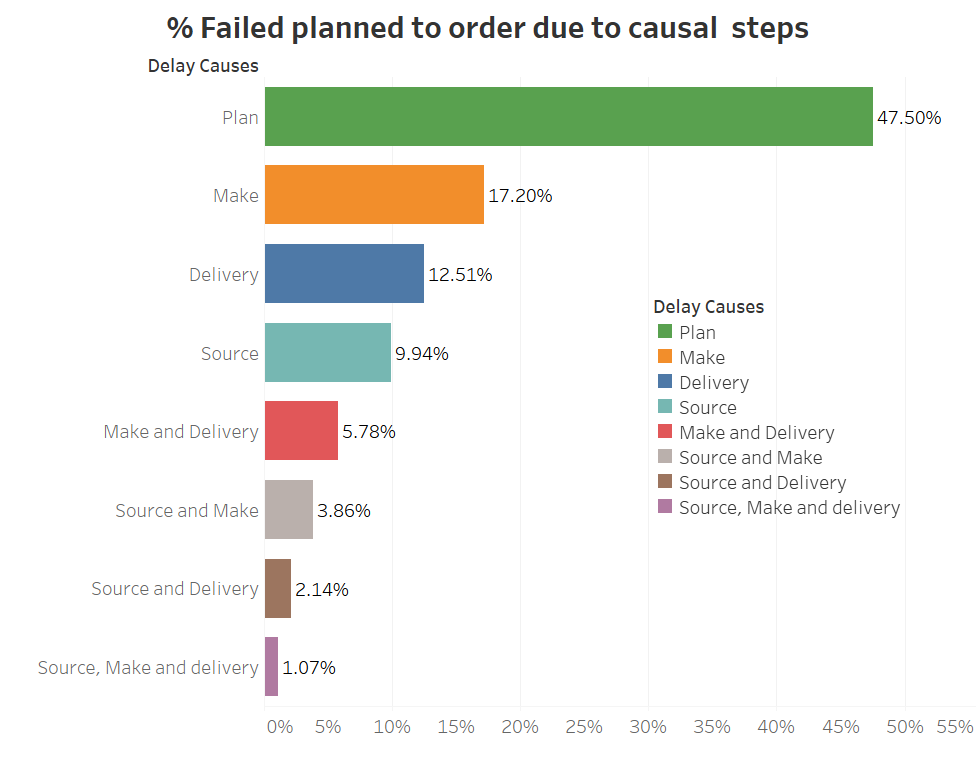 % Failed planned to order due to causal  steps
Delay Causes
Plan
47.50%
Make
17.20%
Delivery
12.51%
Source
9.94%
Make and Delivery
5.78%
Source and Make
3.86%
Source and Delivery
2.14%
Source, Make and delivery
1.07%
Delay Causes
Plan
Make
Delivery
Source
Make and Delivery
Source and Make
Source and Delivery
Source, Make and delivery
0% 5% 10% 15% 20% 25% 30% 35% 40% 45% 50% 55%